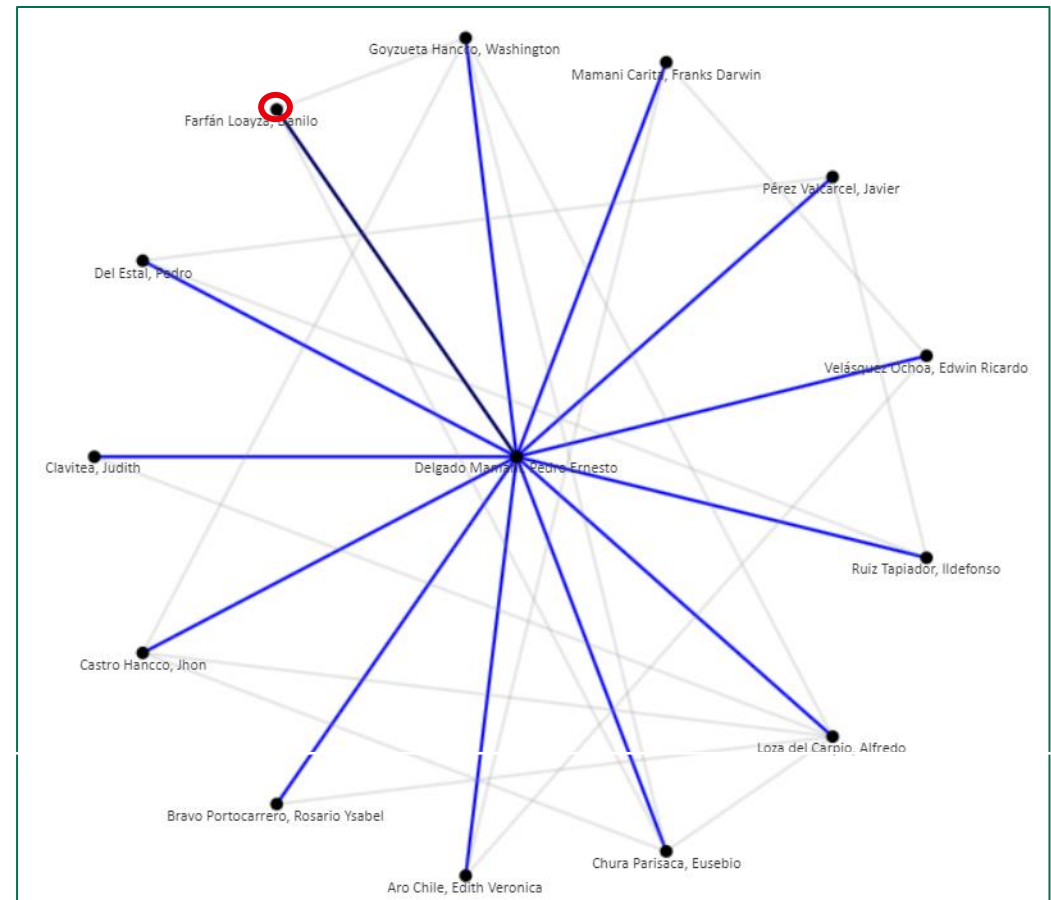 Goyzueta Hancco, Washington
Mamani Carita, Franks Darwin
Farfán Loayza, Danilo
Pérez Valcarcel, Javier
Del Estal, Pedro
Velásquez Ochoa, Edwin Ricardo
Clavitea, Judith
Delgado Mamani, Pedro Ernesto
Ruiz Tapiador, Ildefonso
Castro Hancco, Jhon
Loza del Carpio, Alfredo
Bravo Portocarrero, Rosario Ysabel
Chura Parisaca, Eusebio
Aro Chile, Edith Veronica